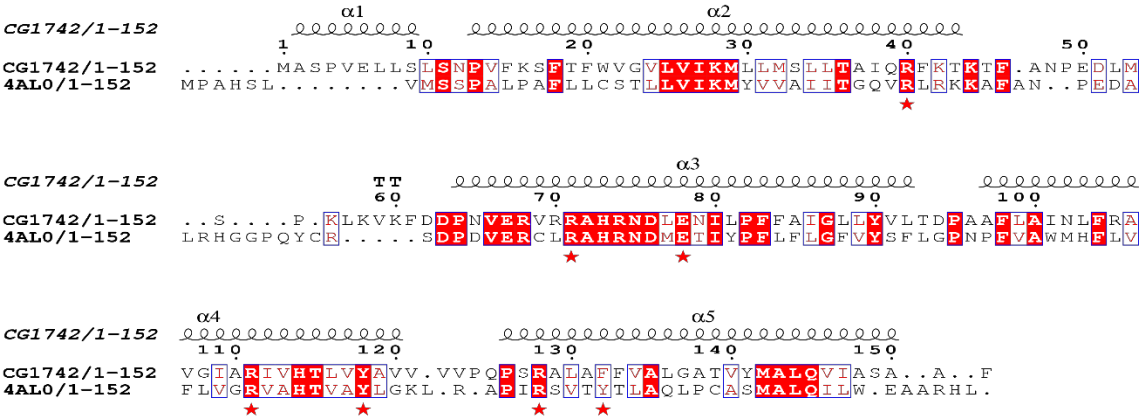 α1 α2
CG1742/1-152
1 10 20 30 40 50
CG1742/1-152 ......MASPVELLSLSNPVFKSFTFWVGVLVIKMLLMSLLTAIQRFKTKTF.ANPEDLM
4AL0/1-152 MPAHSL........VMSSPALPAFLLCSTLLVIKMYVVAIITGQVRLRKKAFAN..PEDA
α3
CG1742/1-152 TT
60 70 80 90 100
CG1742/1-152 ..S....P.KLKVKFDDPNVERVRRAHRNDLENILPFFAIGLLYVLTDPAAFLAINLFRA
4AL0/1-152 LRHGGPQYCR.....SDPDVERCLRAHRNDMETIYPFLFLGFVYSFLGPNPFVAWMHFLV
α4 α5
CG1742/1-152
110 120 130 140 150
CG1742/1-152 VGIARIVHTLVYAVV.VVPQPSRALAFFVALGATVYMALQVIASA..A..F
4AL0/1-152 FLVGRVAHTVAYLGKL.R.APIRSVTYTLAQLPCASMALQILW.EAARHL.